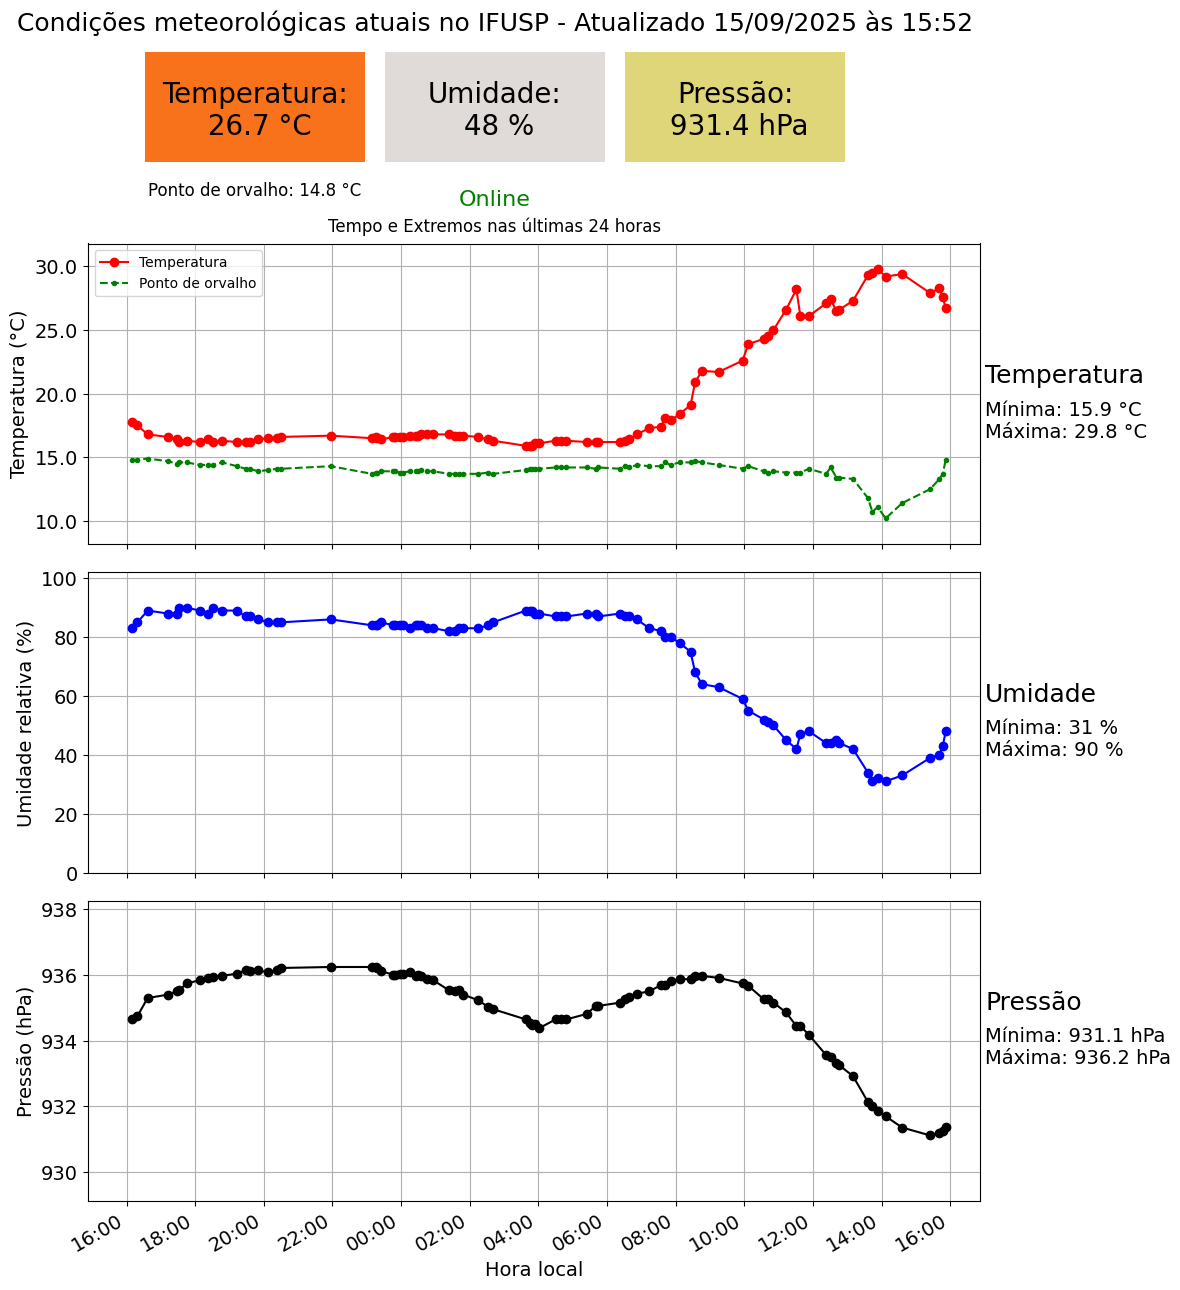 Condições meteorológicas atuais no IFUSP - Atualizado 15/09/2025 às 15:52
Temperatura:
26.7 °C
Umidade:
48 %
Pressão:
931.4 hPa
Ponto de orvalho: 14.8 °C
Online
Tempo e Extremos nas últimas 24 horas
Temperatura
Ponto de orvalho
Temperatura (°C)
30.0
25.0
20.0
15.0
10.0
Temperatura
Mínima: 15.9 °C
Máxima: 29.8 °C
Umidade relativa (%)
100
80
60
40
20
0
Umidade
Mínima: 31 %
Máxima: 90 %
Pressão (hPa)
938
936
934
932
930
Pressão
Mínima: 931.1 hPa
Máxima: 936.2 hPa
16:00 18:00 20:00 22:00 00:00 02:00 04:00 06:00 08:00 10:00 12:00 14:00 16:00
Hora local